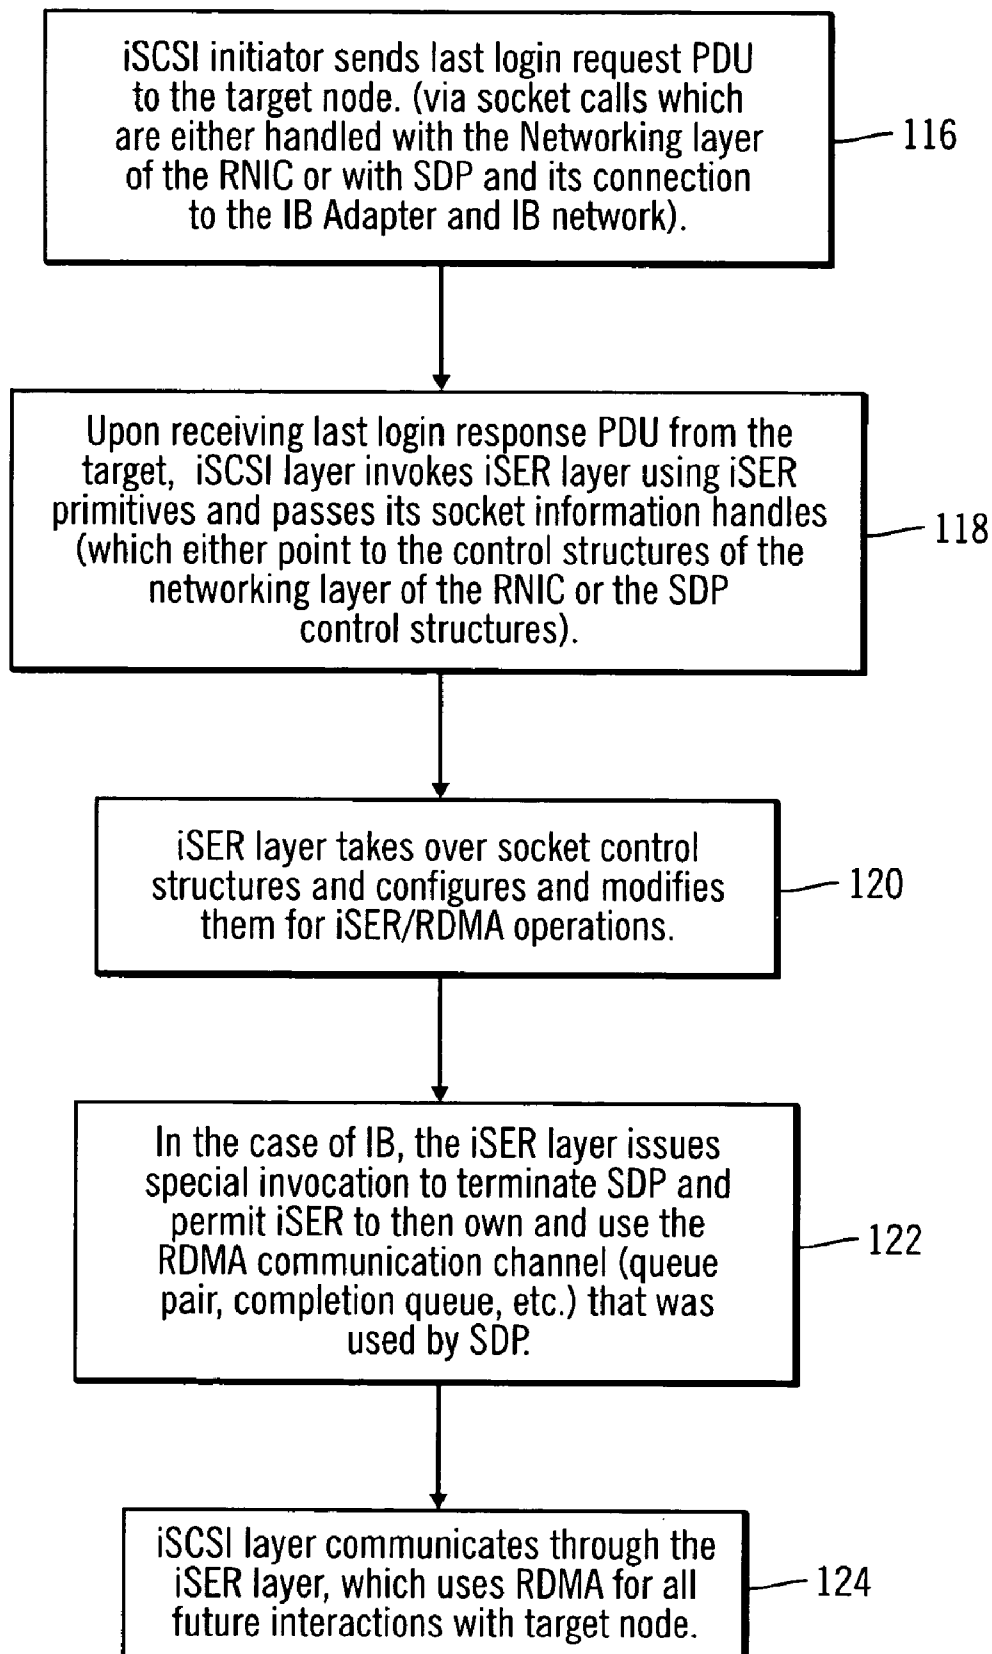 iSCSI initiator sends last login request PDU
to the target node. (via socket calls which
are either handled with the Networking layer
of the RNIC or with SDP and its connection
to the IB Adapter and IB network).
116
Upon receiving last login response PDU from the
target, iSCSI layer invokes iSER layer using iSER
primitives and passes its socket information handles
(which either point to the control structures of the
networking layer of the RNIC or the SDP
control structures).
118
iSER layer takes over socket control
structures and configures and modifies
them for iSER/RDMA operations.
120
In the case of IB, the iSER layer issues
special invocation to terminate SDP and
permit iSER to then own and use the
RDMA communication channel (queue
pair, completion queue, etc.) that was
used by SDP.
122
iSCSI layer communicates through the
iSER layer, which uses RDMA for all
future interactions with target node.
124